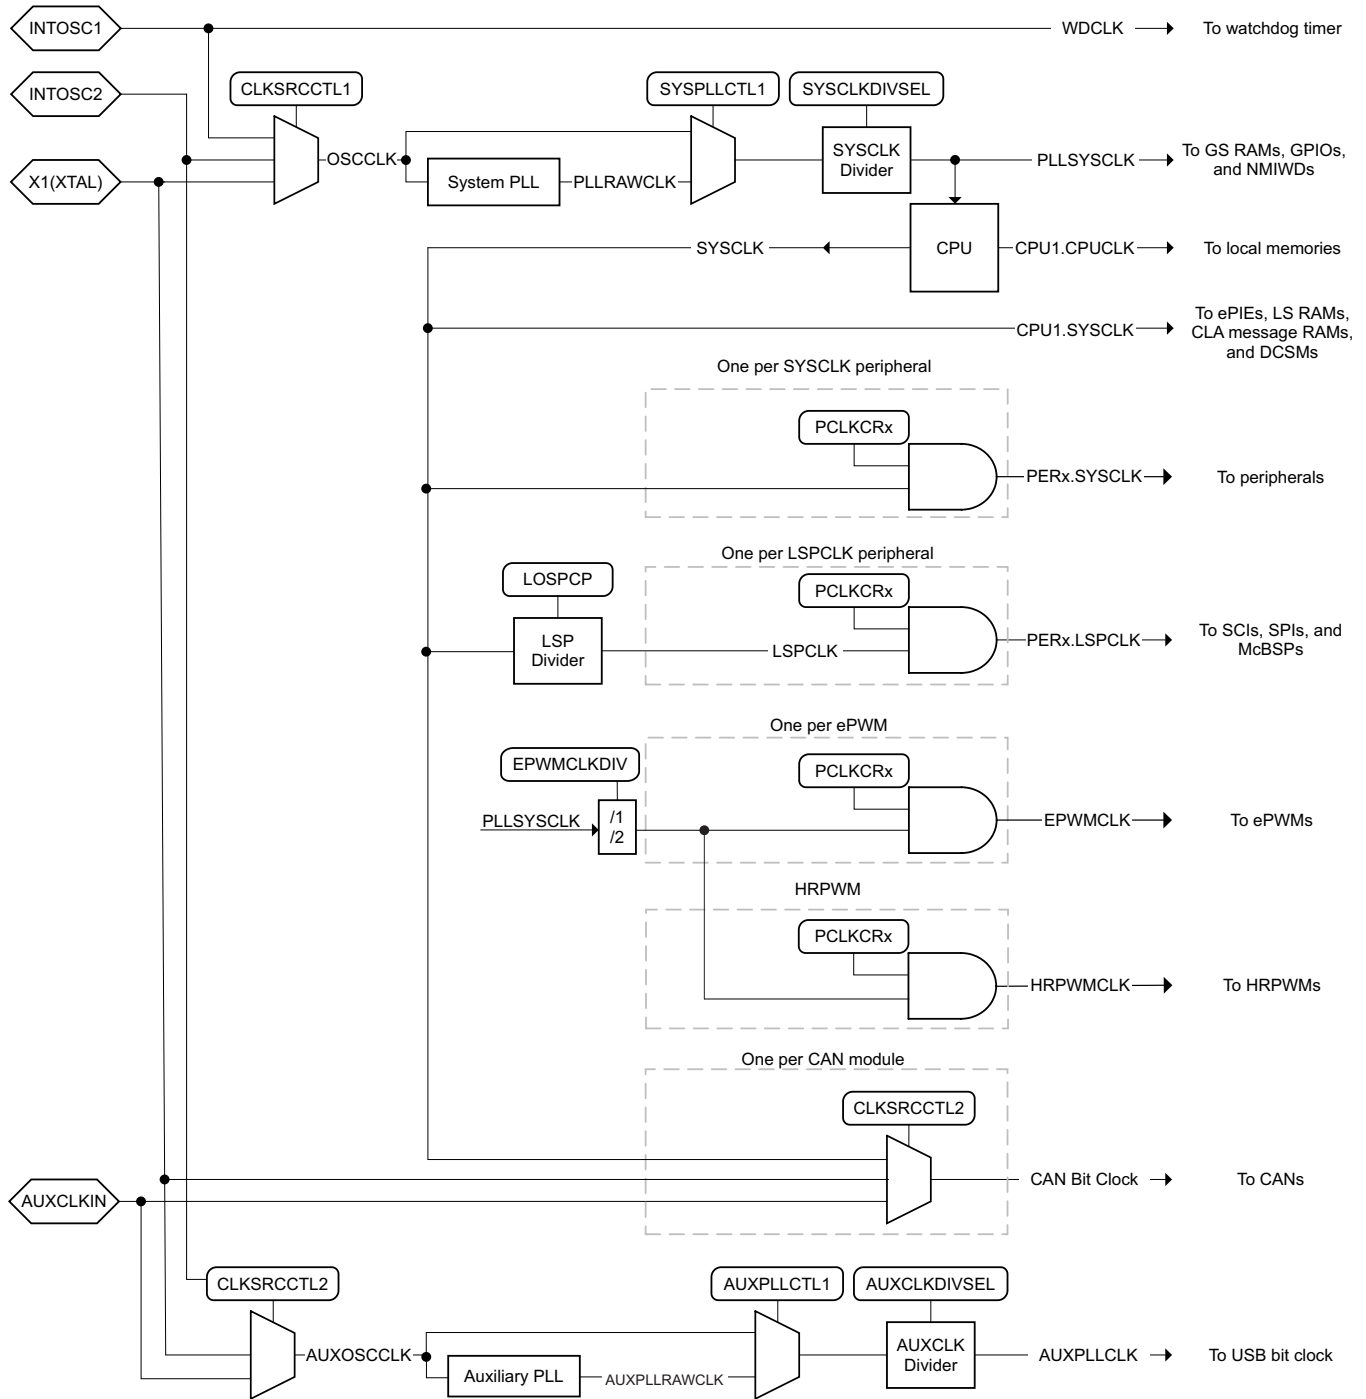 INTOSC1
WDCLK
To watchdog timer
INTOSC2
CLKSRCCTL1
SYSPLLCTL1
SYSCLKDIVSEL
X1(XTAL)
OSCCLK
System PLL
PLLRAWCLK
SYSCLK
Divider
PLLSYSCLK
To GS RAMs, GPIOs,
and NMIWDs
SYSCLK
CPU
CPU1.CPUCLK
To local memories
CPU1.SYSCLK
To ePIEs, LS RAMs,
CLA message RAMs,
and DCSMs
One per SYSCLK peripheral
PCLKCRx
PERx.SYSCLK
To peripherals
One per LSPCLK peripheral
LOSPCP
PCLKCRx
LSP
Divider
LSPCLK
PERx.LSPCLK
To SCIs, SPIs, and
McBSPs
One per ePWM
EPWMCLKDIV
PCLKCRx
PLLSYSCLK
/1
/2
EPWMCLK
To ePWMs
HRPWM
PCLKCRx
HRPWMCLK
To HRPWMs
One per CAN module
CLKSRCCTL2
CAN Bit Clock
To CANs
AUXCLKIN
CLKSRCCTL2
AUXPLLCTL1
AUXCLKDIVSEL
AUXOSCCLK
Auxiliary PLL
AUXPLLRAWCLK
AUXCLK
Divider
AUXPLLCLK
To USB bit clock